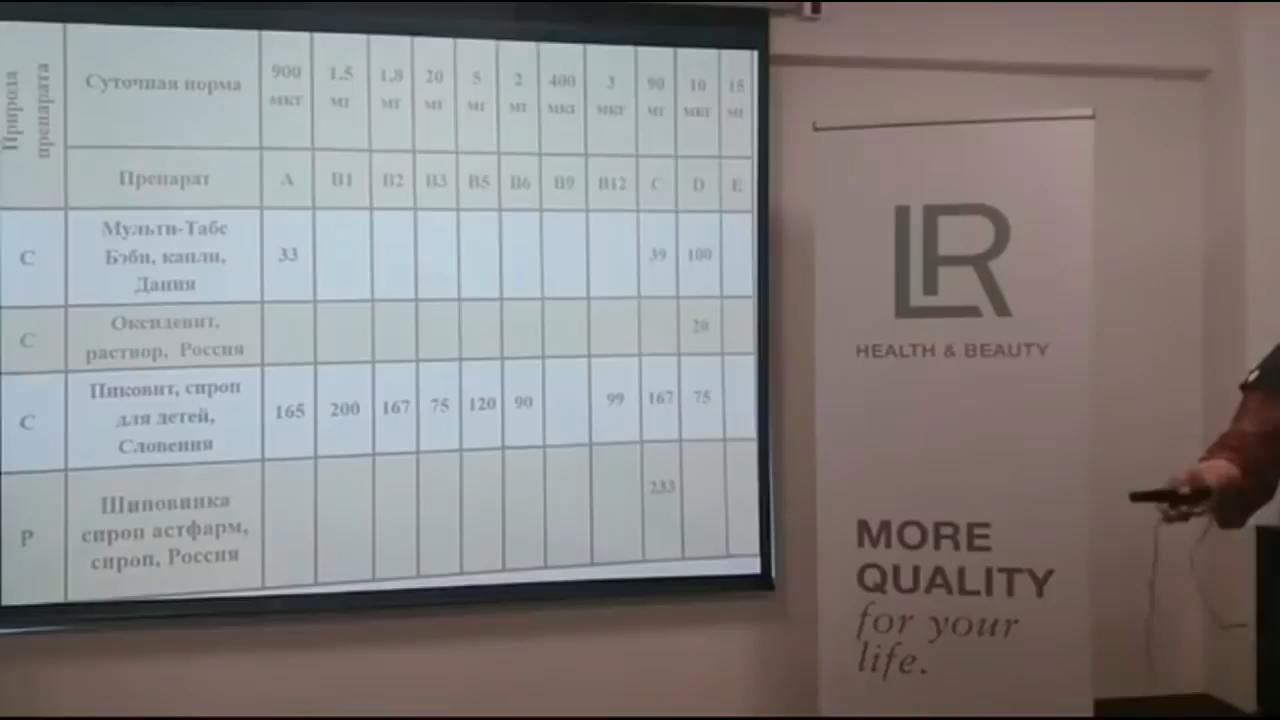 Природа
препарата
Суточная норма
900
мкг
1.5
мг
1.8
мг
20
мг
5
мг
2
мг
400
мкг
3
мкг
90
мг
10
мкг
15
мг
Препарат
A
B1
B2
B3
B5
B6
B9
B12
C
D
E
С
Мульти-Табс
Бэби, капли,
Дания
33
39
100
С
Оксидевит,
раствор, Россия
20
С
Пиковит, сироп
для детей,
Словения
165
200
167
75
120
90
99
167
75
Р
Шиповника
сироп астфарм,
сироп, Россия
233
LR
HEALTH & BEAUTY
MORE
QUALITY
for your
life.